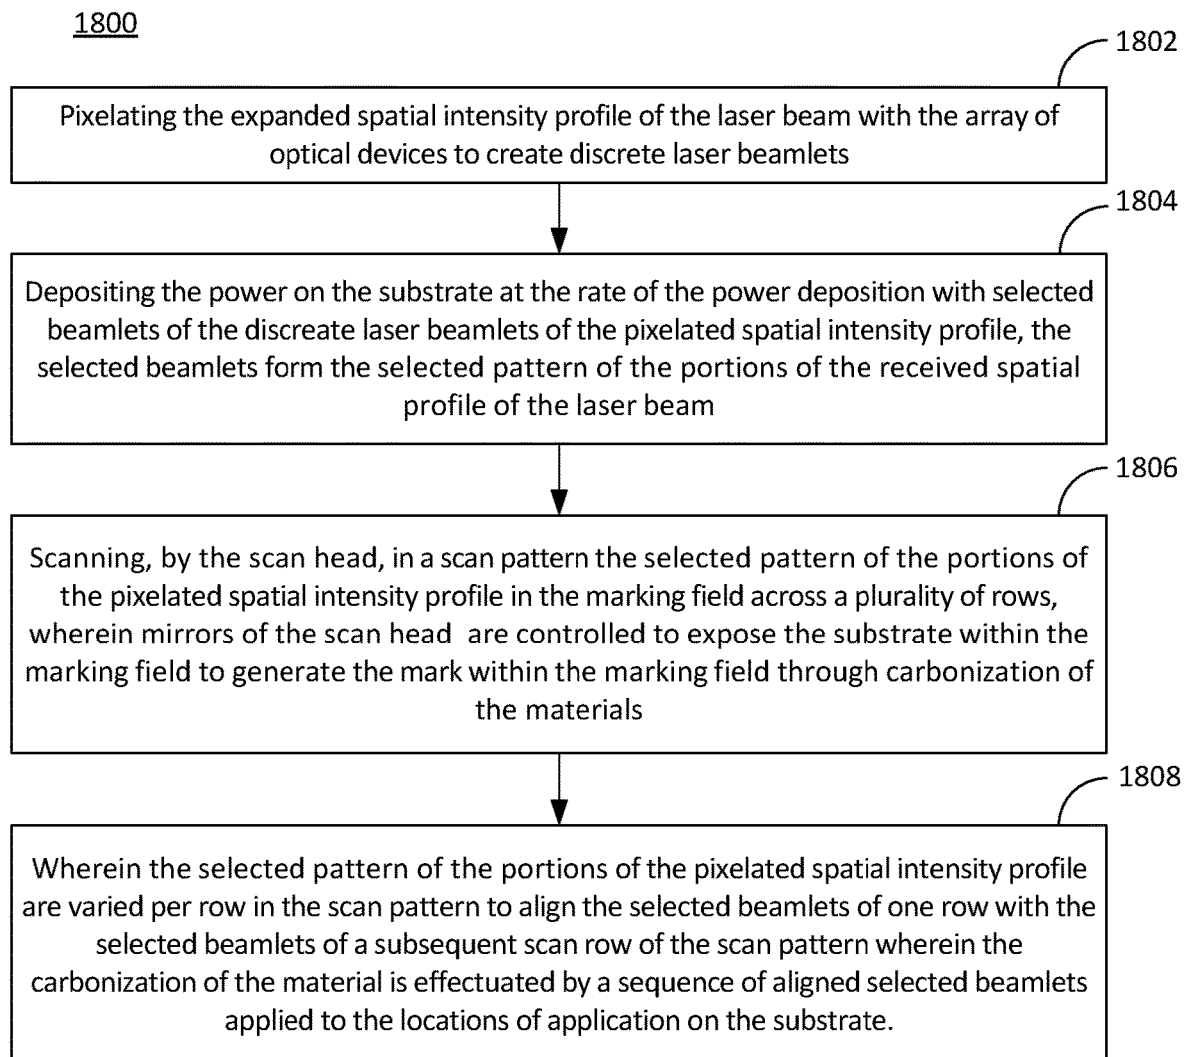 1800
1802
Pixelating the expanded spatial intensity profile of the laser beam with the array of
optical devices to create discrete laser beamlets
1804
Depositing the power on the substrate at the rate of the power deposition with selected
beamlets of the discreate laser beamlets of the pixelated spatial intensity profile, the
selected beamlets form the selected pattern of the portions of the received spatial
profile of the laser beam
1806
Scanning, by the scan head, in a scan pattern the selected pattern of the portions of
the pixelated spatial intensity profile in the marking field across a plurality of rows,
wherein mirrors of the scan head are controlled to expose the substrate within the
marking field to generate the mark within the marking field through carbonization of
the materials
1808
Wherein the selected pattern of the portions of the pixelated spatial intensity profile
are varied per row in the scan pattern to align the selected beamlets of one row with the
selected beamlets of a subsequent scan row of the scan pattern wherein the
carbonization of the material is effectuated by a sequence of aligned selected beamlets
applied to the locations of application on the substrate.